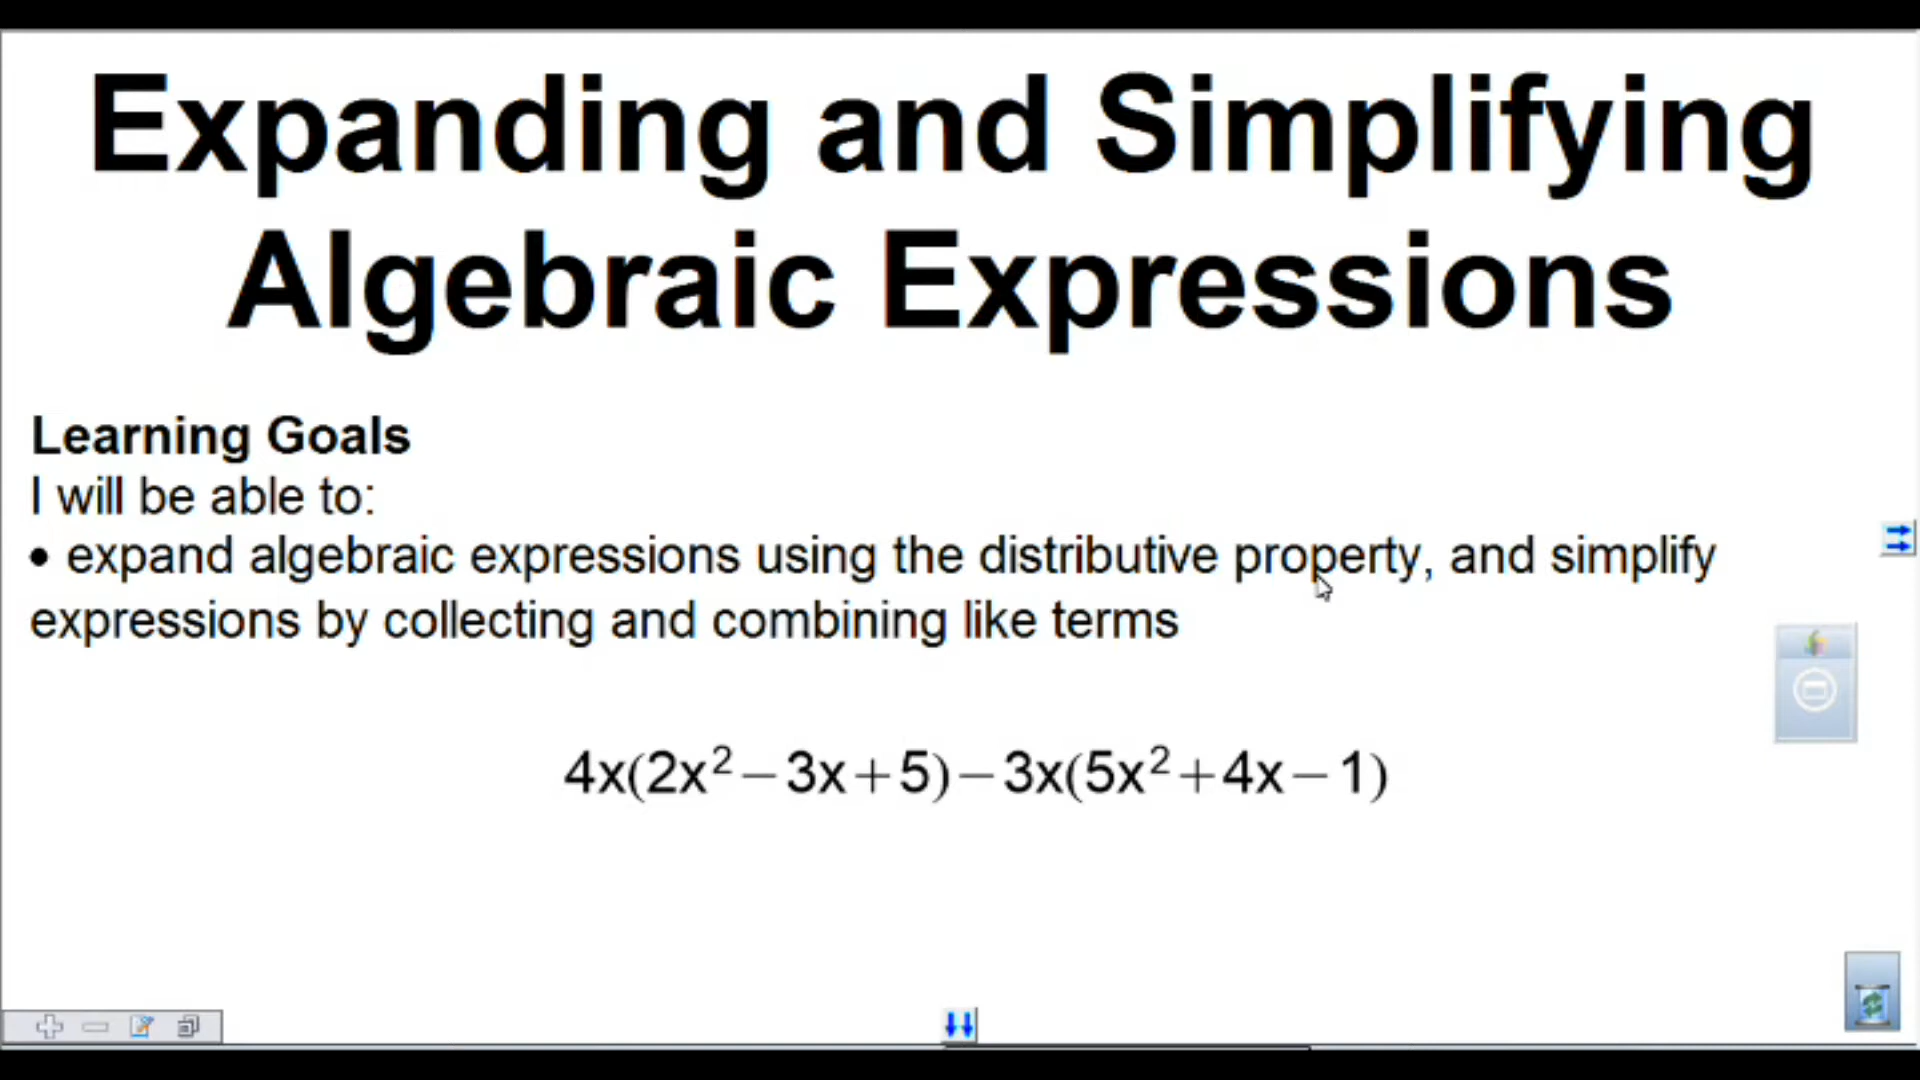 Expanding and Simplifying
Algebraic Expressions
Learning Goals
I will be able to:
• expand algebraic expressions using the distributive property, and simplify
expressions by collecting and combining like terms
4x(2x²−3x+5)−3x(5x²+4x−1)